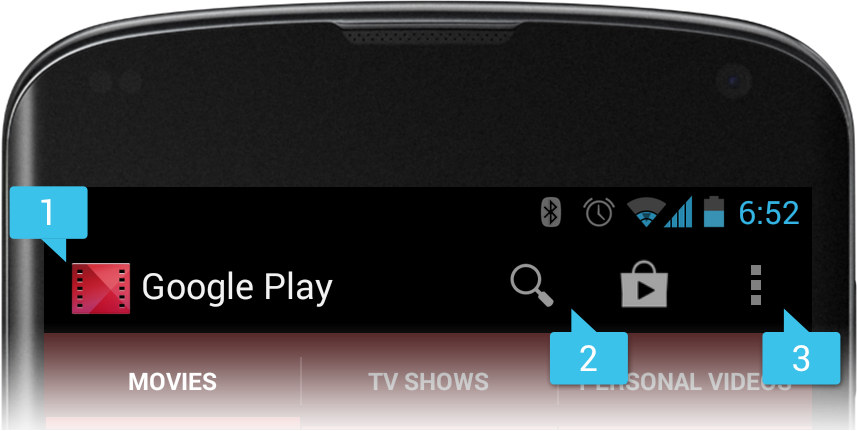 1
6:52
Google Play
2
3
MOVIES
TV SHOWS
PERSONAL VIDEOS